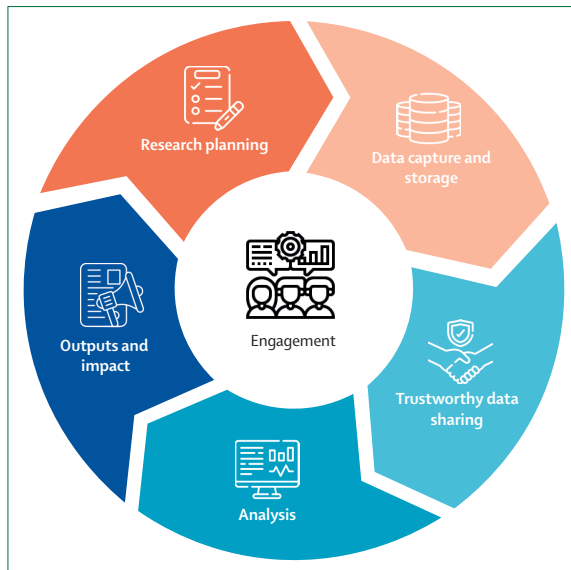 Research planning
Data capture and
storage
Trustworthy data
sharing
Analysis
Outputs and
impact
Engagement